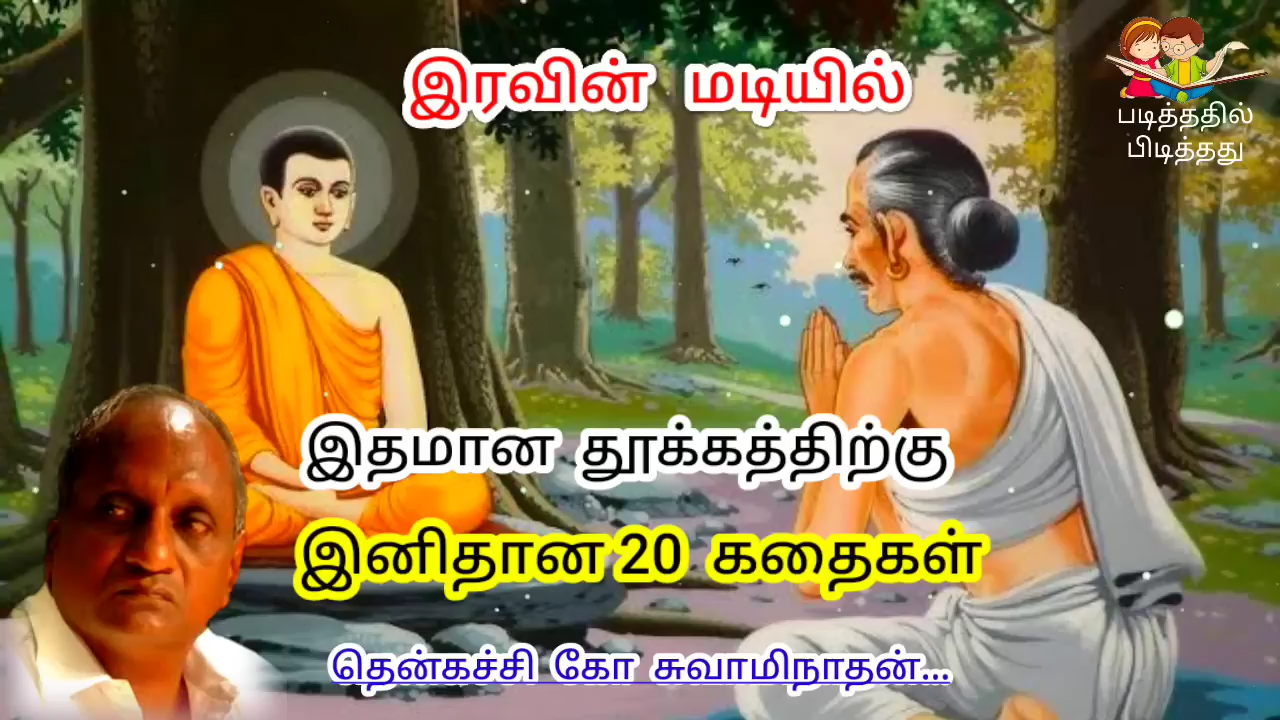 இரவின் மடியில்
படித்ததில்
பிடித்தது
இதமான தூக்கத்திற்கு
இனிதான 20 கதைகள்
தென்கச்சி கோ சுவாமிநாதன்...